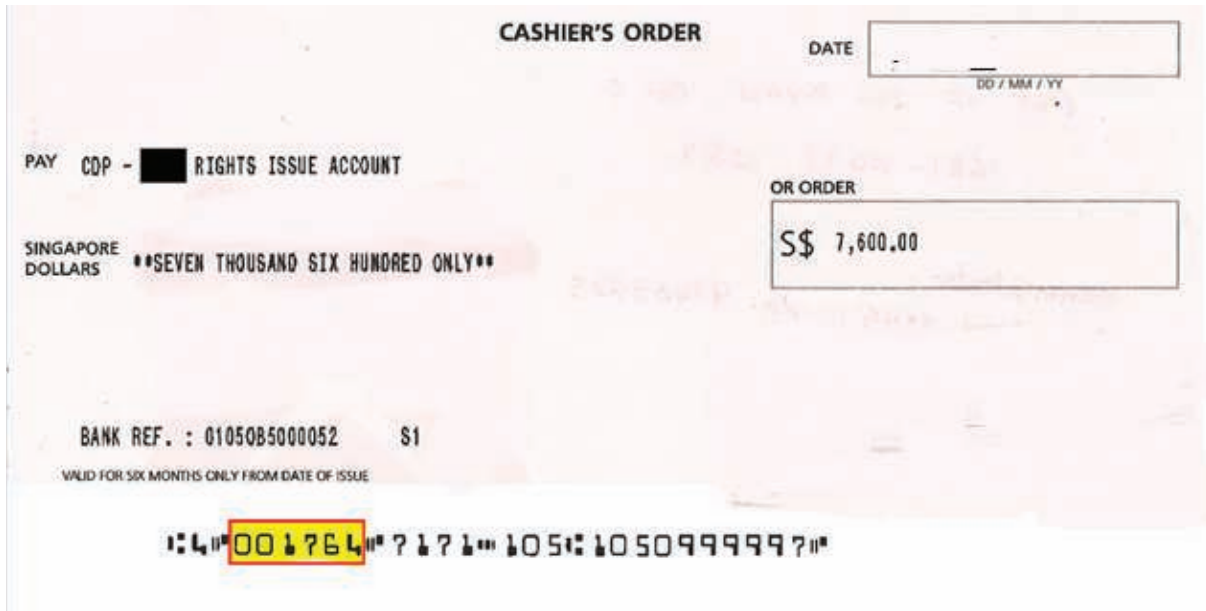 CASHIER'S ORDER
DATE
DD / MM / YY
PAY CDP - RIGHTS ISSUE ACCOUNT
OR ORDER
SINGAPORE DOLLARS **SEVEN THOUSAND SIX HUNDRED ONLY**
S$ 7,600.00
BANK REF. : 0105085000052 S1
VALID FOR SIX MONTHS ONLY FROM DATE OF ISSUE
⑆4⑈001764⑈7171⑉105⑆1050999997⑈